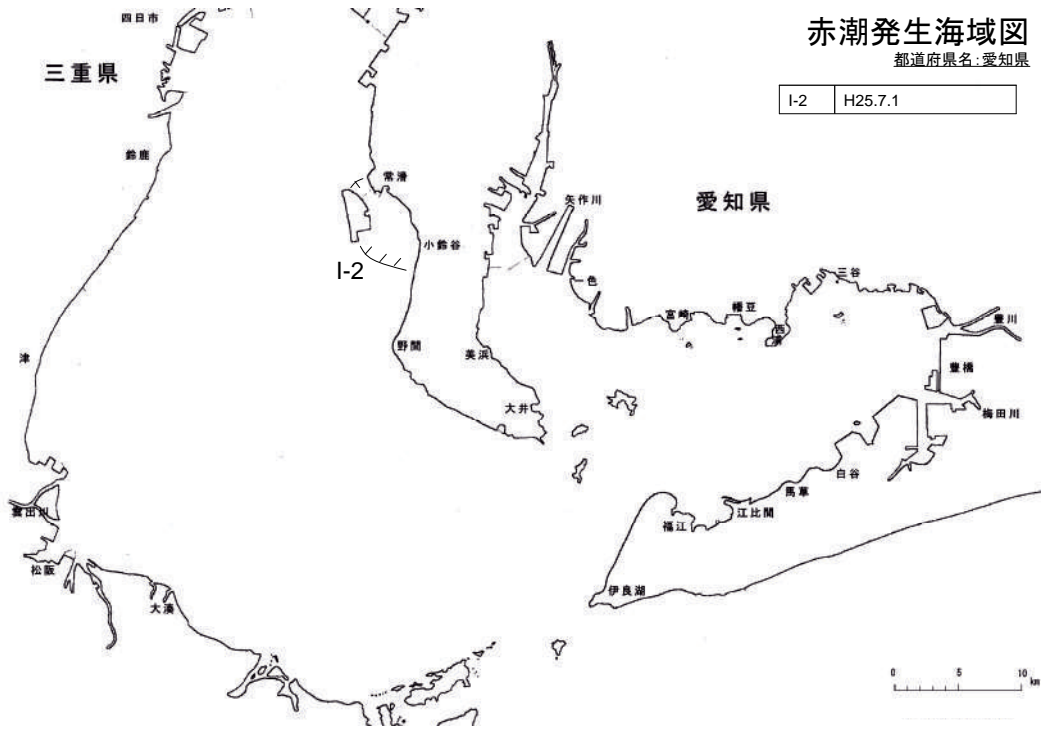 赤潮発生海域図
都道府県名:愛知県
I-2 H25.7.1
四日市
三重県
鈴鹿
津
雲出川
松阪
大湊
常滑
小鈴谷
I-2
野間
美浜
大井
矢作川
愛知県
一色
宮崎
幡豆
西浦
三谷
豊川
豊橋
梅田川
白谷
馬草
江比間
福江
伊良湖
0 5 10 km